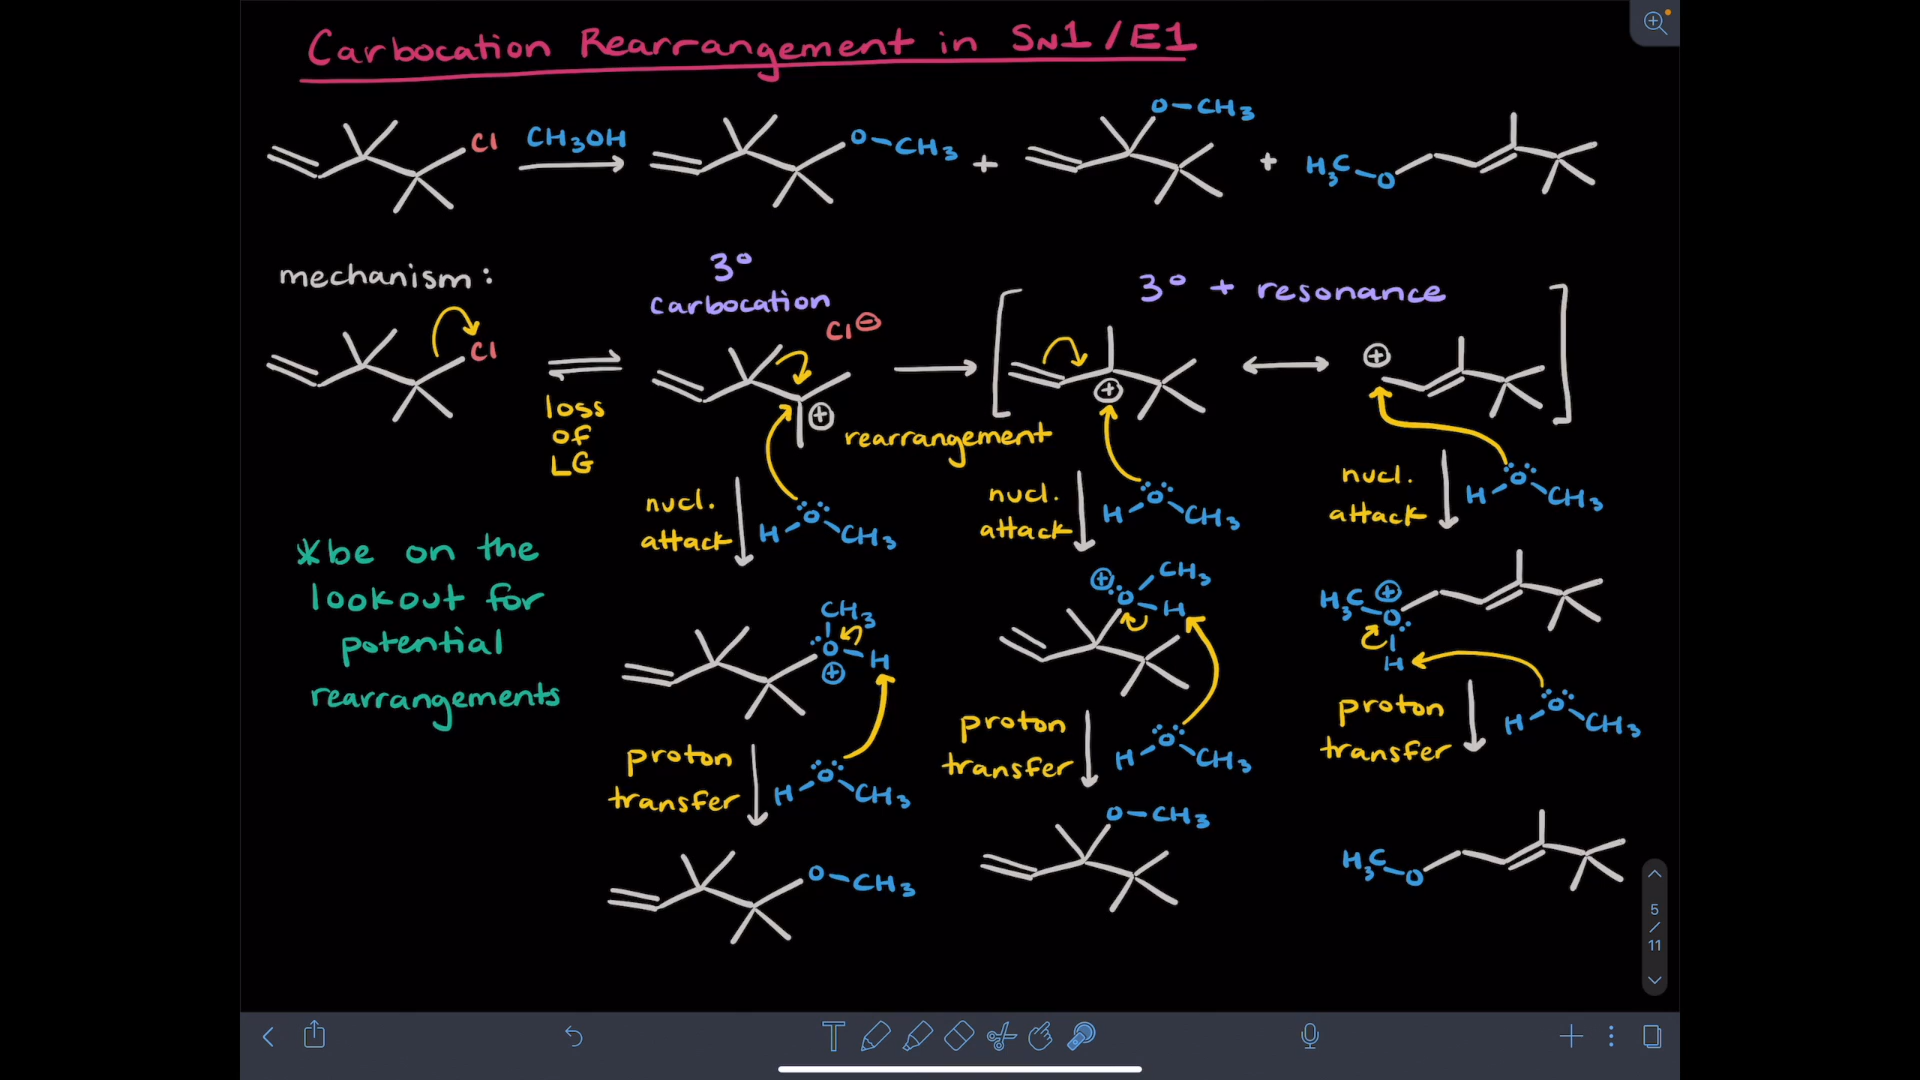 Carbocation Rearrangement in SN1/E1
Cl CH3OH O-CH3 + O-CH3 + H3C-O
mechanism:
3°
carbocation
3° + resonance
Cl
Cl⊖
⊕
⊕
⊕
loss
of
LG
rearrangement
nucl.
attack
H-O-CH3
nucl.
attack
H-O-CH3
nucl.
attack
H-O-CH3
*be on the
lookout for
potential
rearrangements
CH3
O-H
⊕
⊕
CH3
O-H
H3C-O
⊕
H
proton
transfer
H-O-CH3
proton
transfer
H-O-CH3
proton
transfer
H-O-CH3
O-CH3
O-CH3
H3C-O
5
/
11
T